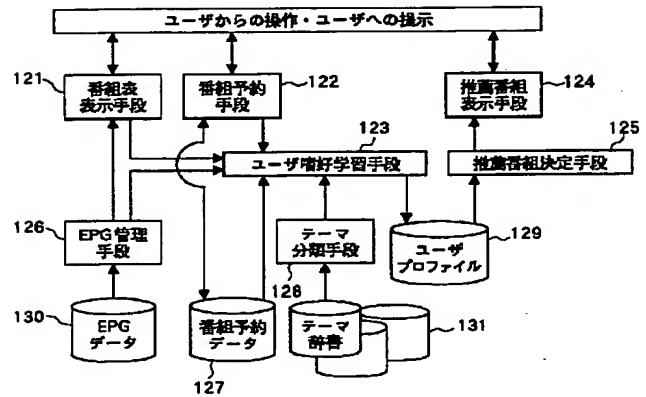 ユーザからの操作・ユーザへの提示
121
番組表
表示手段
番組予約
手段
122
推薦番組
表示手段
124
123
ユーザ嗜好学習手段
125
推薦番組決定手段
126
EPG管理
手段
テーマ
分類手段
128
ユーザ
プロファイル
129
130
EPG
データ
番組予約
データ
127
テーマ
辞書
131